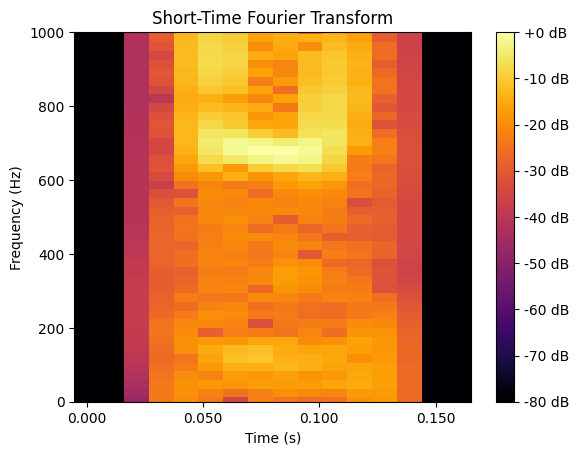 Short-Time Fourier Transform
1000
800
600
400
200
0
Frequency (Hz)
0.000
0.050
0.100
0.150
Time (s)
+0 dB
-10 dB
-20 dB
-30 dB
-40 dB
-50 dB
-60 dB
-70 dB
-80 dB